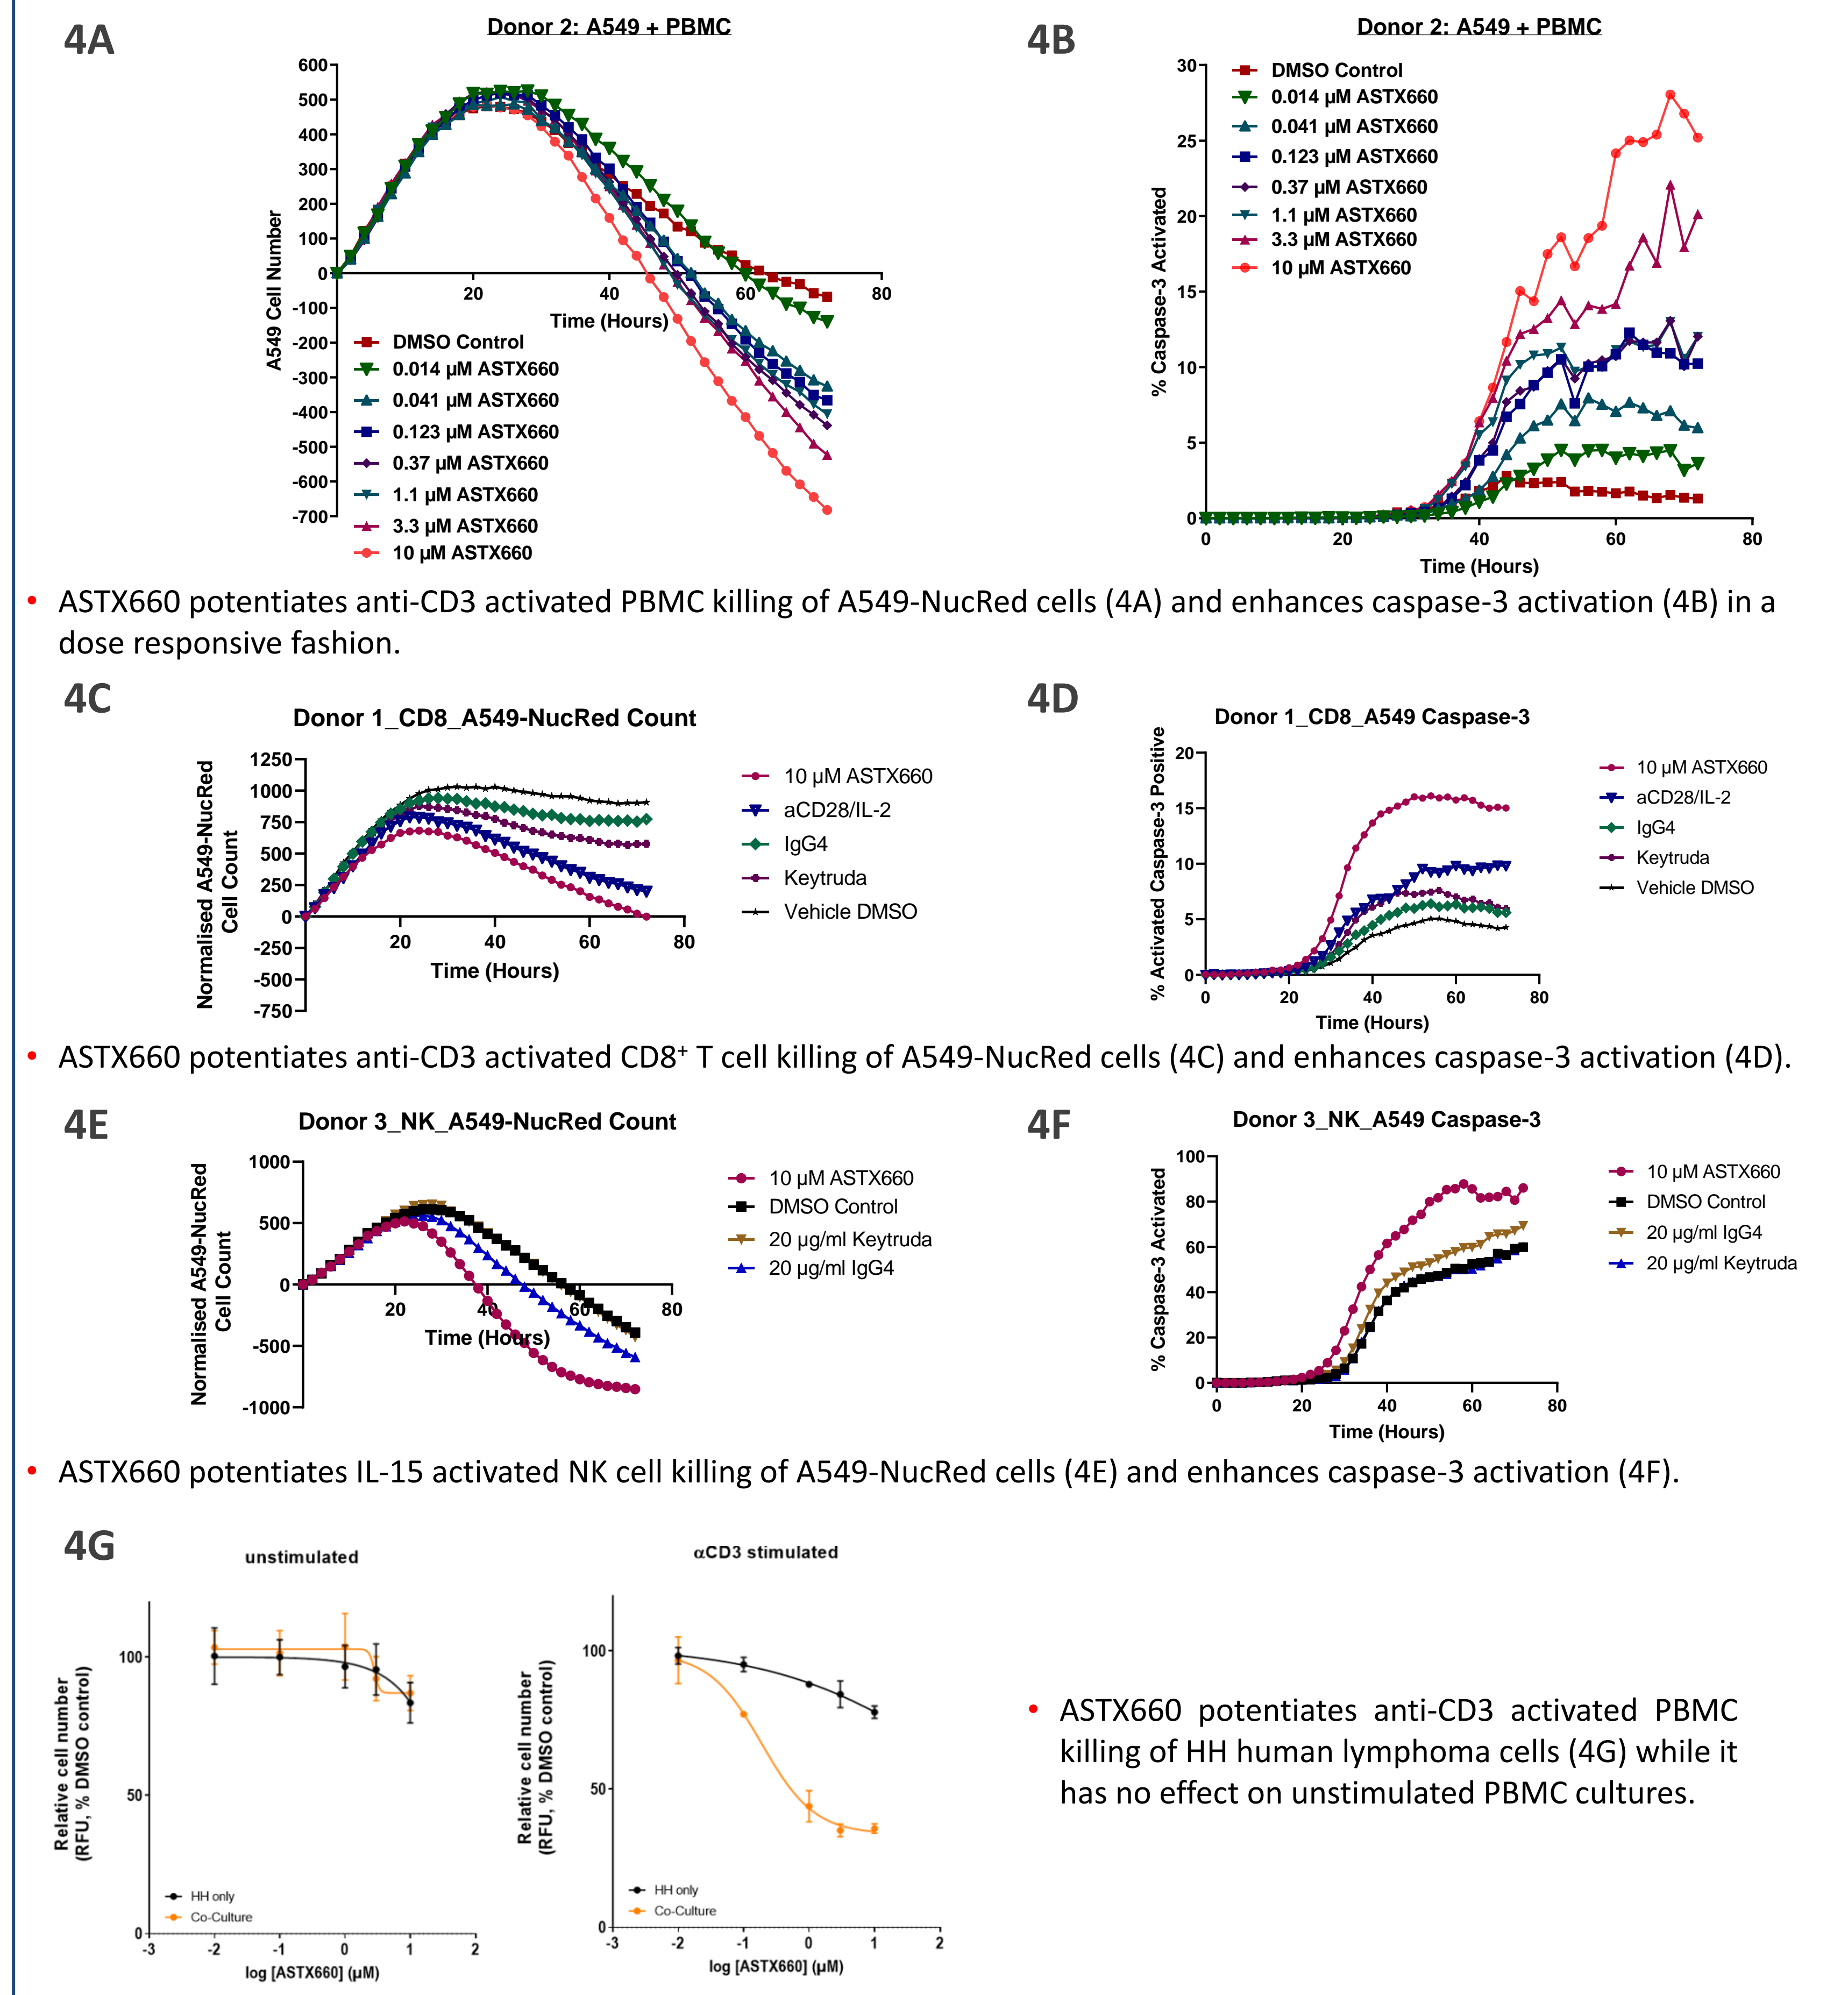 4A
Donor 2: A549 + PBMC
600
500
400
300
200
100
0
-100
-200
-300
-400
-500
-600
-700
20
40
60
80
A549 Cell Number
Time (Hours)
DMSO Control
0.014 µM ASTX660
0.041 µM ASTX660
0.123 µM ASTX660
0.37 µM ASTX660
1.1 µM ASTX660
3.3 µM ASTX660
10 µM ASTX660
4B
Donor 2: A549 + PBMC
30
25
20
15
10
5
0
0
20
40
60
80
% Caspase-3 Activated
Time (Hours)
DMSO Control
0.014 µM ASTX660
0.041 µM ASTX660
0.123 µM ASTX660
0.37 µM ASTX660
1.1 µM ASTX660
3.3 µM ASTX660
10 µM ASTX660
• ASTX660 potentiates anti-CD3 activated PBMC killing of A549-NucRed cells (4A) and enhances caspase-3 activation (4B) in a
dose responsive fashion.
4C
Donor 1_CD8_A549-NucRed Count
1250
1000
750
500
250
0
-250
-500
-750
20
40
60
80
Normalised A549-NucRed
Cell Count
Time (Hours)
10 µM ASTX660
aCD28/IL-2
IgG4
Keytruda
Vehicle DMSO
4D
Donor 1_CD8_A549 Caspase-3
20
15
10
5
0
0
20
40
60
80
% Activated Caspase-3 Positive
Time (Hours)
10 µM ASTX660
aCD28/IL-2
IgG4
Keytruda
Vehicle DMSO
• ASTX660 potentiates anti-CD3 activated CD8⁺ T cell killing of A549-NucRed cells (4C) and enhances caspase-3 activation (4D).
4E
Donor 3_NK_A549-NucRed Count
1000
500
0
-500
-1000
20
40
60
80
Normalised A549-NucRed
Cell Count
Time (Hours)
10 µM ASTX660
DMSO Control
20 µg/ml Keytruda
20 µg/ml IgG4
4F
Donor 3_NK_A549 Caspase-3
100
80
60
40
20
0
0
20
40
60
80
% Caspase-3 Activated
Time (Hours)
10 µM ASTX660
DMSO Control
20 µg/ml IgG4
20 µg/ml Keytruda
• ASTX660 potentiates IL-15 activated NK cell killing of A549-NucRed cells (4E) and enhances caspase-3 activation (4F).
4G
unstimulated
100
50
0
-3
-2
-1
0
1
2
Relative cell number
(RFU, % DMSO control)
HH only
Co-Culture
log [ASTX660] (µM)
αCD3 stimulated
100
50
0
-3
-2
-1
0
1
2
Relative cell number
(RFU, % DMSO control)
HH only
Co-Culture
log [ASTX660] (µM)
• ASTX660 potentiates anti-CD3 activated PBMC
killing of HH human lymphoma cells (4G) while it
has no effect on unstimulated PBMC cultures.